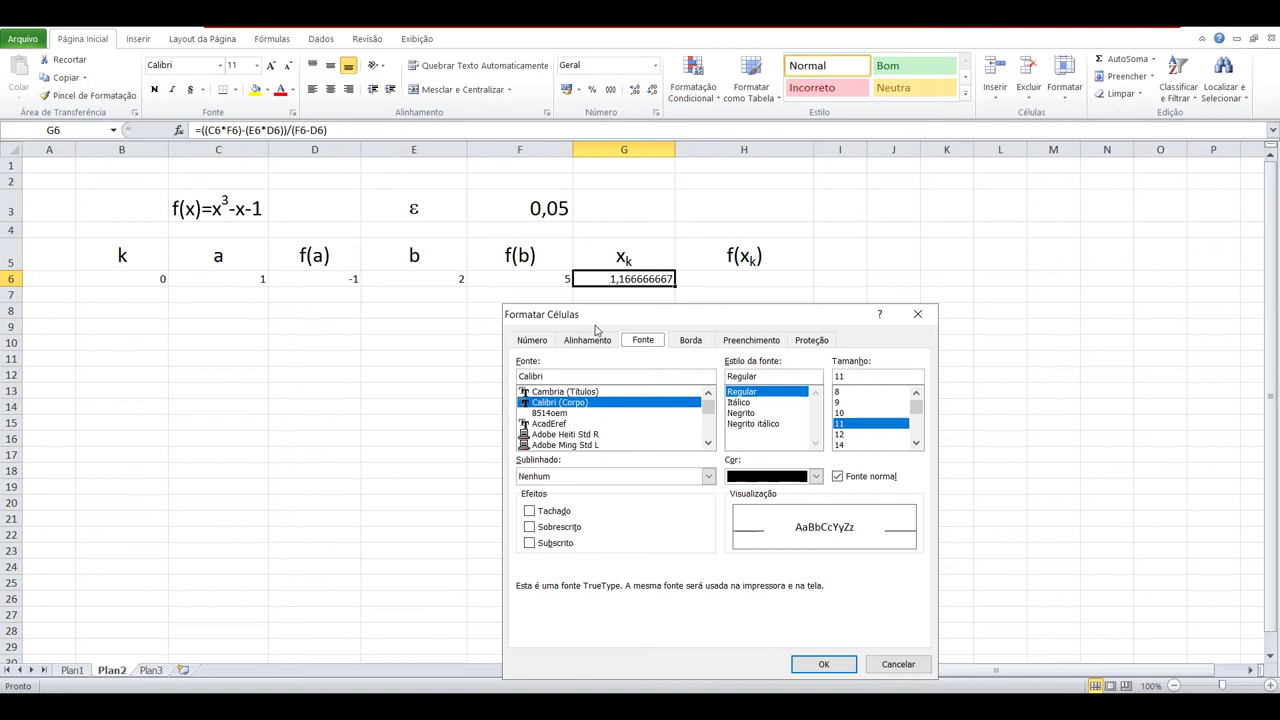 Arquivo Página Inicial Inserir Layout da Página Fórmulas Dados Revisão Exibição
Colar
Recortar
Copiar
Pincel de Formatação
Área de Transferência
Calibri 11
N I S
Fonte
Quebrar Texto Automaticamente
Mesclar e Centralizar
Alinhamento
Geral
% 000
Número
Formatação Condicional
Formatar como Tabela
Normal Bom
Incorreto Neutra
Estilo
Inserir Excluir Formatar
Células
AutoSoma
Preencher
Limpar
Classificar e Filtrar
Localizar e Selecionar
Edição
G6 fx =((C6*F6)-(E6*D6))/(F6-D6)
A B C D E F G H I J K L M N O P
1
2
3 f(x)=x³-x-1 ε 0,05
4
5 k a f(a) b f(b) xₖ f(xₖ)
6 0 1 -1 2 5 1,166666667
7
8
9
10
11
12
13
14
15
16
17
18
19
20
21
22
23
24
25
26
27
28
29
30
Formatar Células ?
Número Alinhamento Fonte Borda Preenchimento Proteção
Fonte: Estilo da fonte: Tamanho:
Calibri Regular 11
Cambria (Títulos) Regular 8
Calibri (Corpo) Itálico 9
8514oem Negrito 10
AcadEref Negrito itálico 11
Adobe Heiti Std R 12
Adobe Ming Std L 14
Sublinhado: Cor:
Nenhum Fonte normal
Efeitos Visualização
Tachado
Sobrescrito AaBbCcYyZz
Subscrito
Esta é uma fonte TrueType. A mesma fonte será usada na impressora e na tela.
OK Cancelar
Plan1 Plan2 Plan3
Pronto 100%